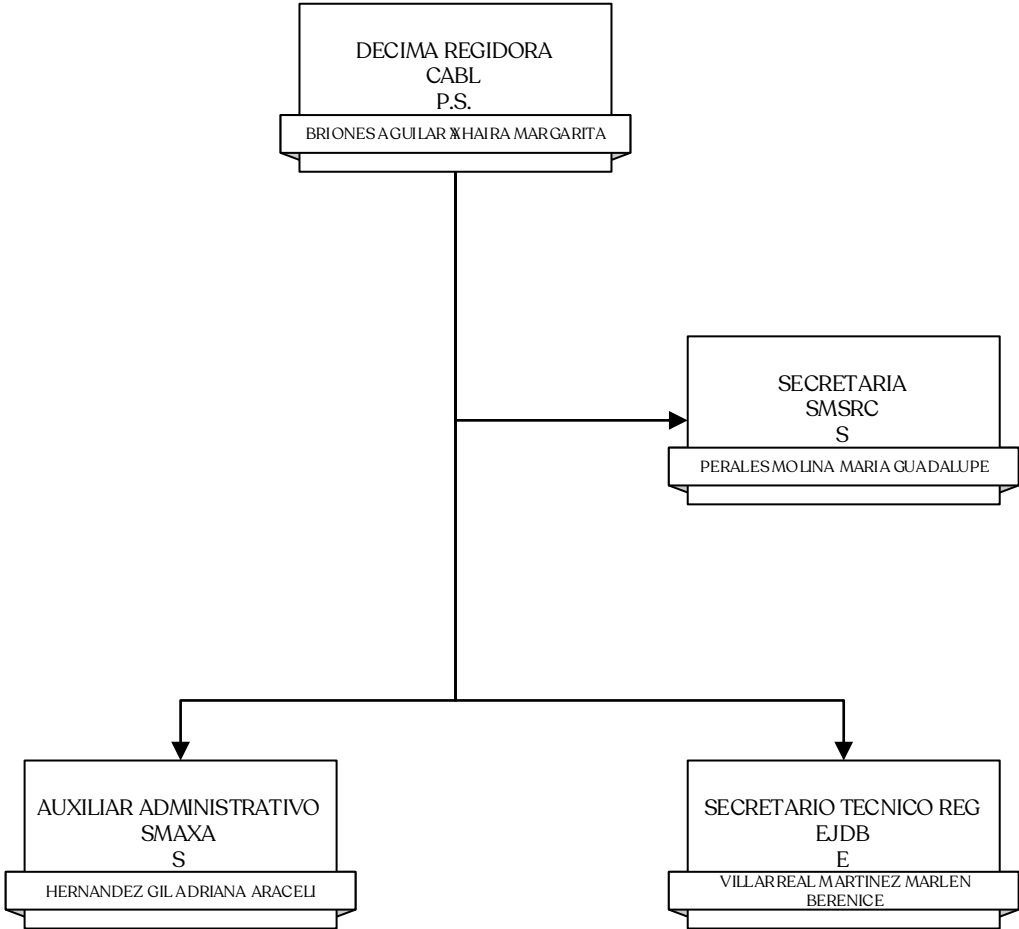 DECIMA REGIDORA
CABL
P.S.
BRIONES AGUILAR MARGARITA
SECRETARIA
SMSRC
S
PERALES MOLINA MARIA GUADALUPE
AUXILIAR ADMINISTRATIVO
SMAXA
S
HERNANDEZ GIL ADRIANA ARACELI
SECRETARIO TECNICO REG
EJDB
E
VILLARREAL MARTINEZ MARLEN
BERENICE